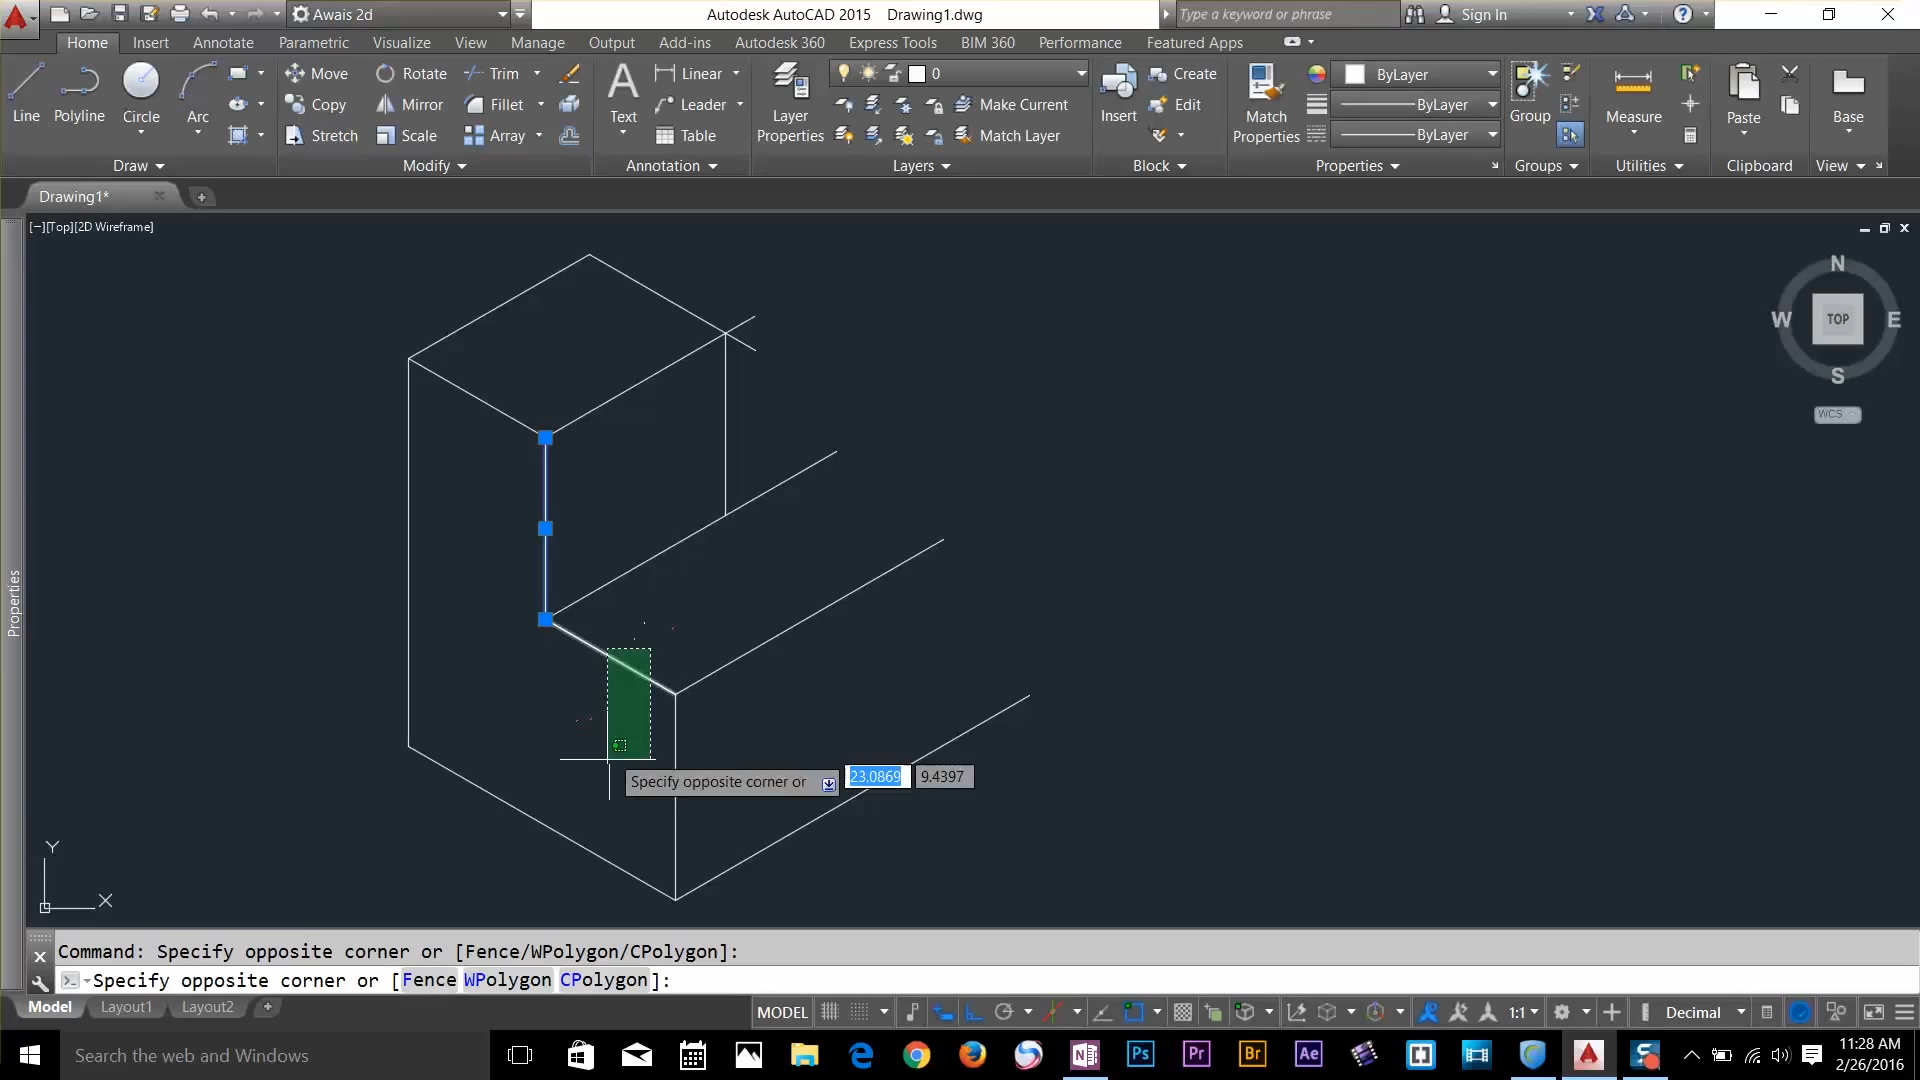 Awais 2d
Autodesk AutoCAD 2015 Drawing1.dwg
Type a keyword or phrase
Sign In
Home Insert Annotate Parametric Visualize View Manage Output Add-ins Autodesk 360 Express Tools BIM 360 Performance Featured Apps
Line Polyline Circle Arc
Move Rotate Trim
Copy Mirror Fillet
Stretch Scale Array
Text Linear
Leader
Table
Layer Properties
0
Make Current
Match Layer
Insert Create
Edit
Match Properties
ByLayer
ByLayer
ByLayer
Group Measure Paste Base
Draw Modify Annotation Layers Block Properties Groups Utilities Clipboard View
Drawing1*
[−][Top][2D Wireframe]
N
W TOP E
S
WCS
Properties
Specify opposite corner or 23.0869 9.4397
Y
X
Command: Specify opposite corner or [Fence/WPolygon/CPolygon]:
Specify opposite corner or [Fence WPolygon CPolygon]:
Model Layout1 Layout2
MODEL 1:1 Decimal
Search the web and Windows
Ps Pr Br Ae
11:28 AM
2/26/2016